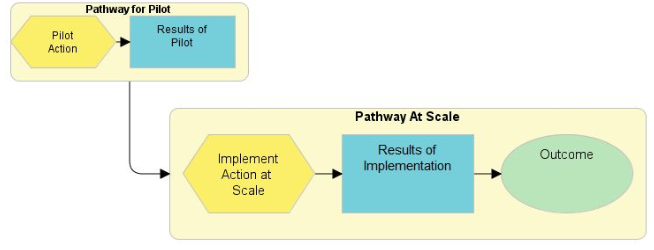 Pathway for Pilot
Pilot
Action
Results of
Pilot
Pathway At Scale
Implement
Action at
Scale
Results of
Implementation
Outcome